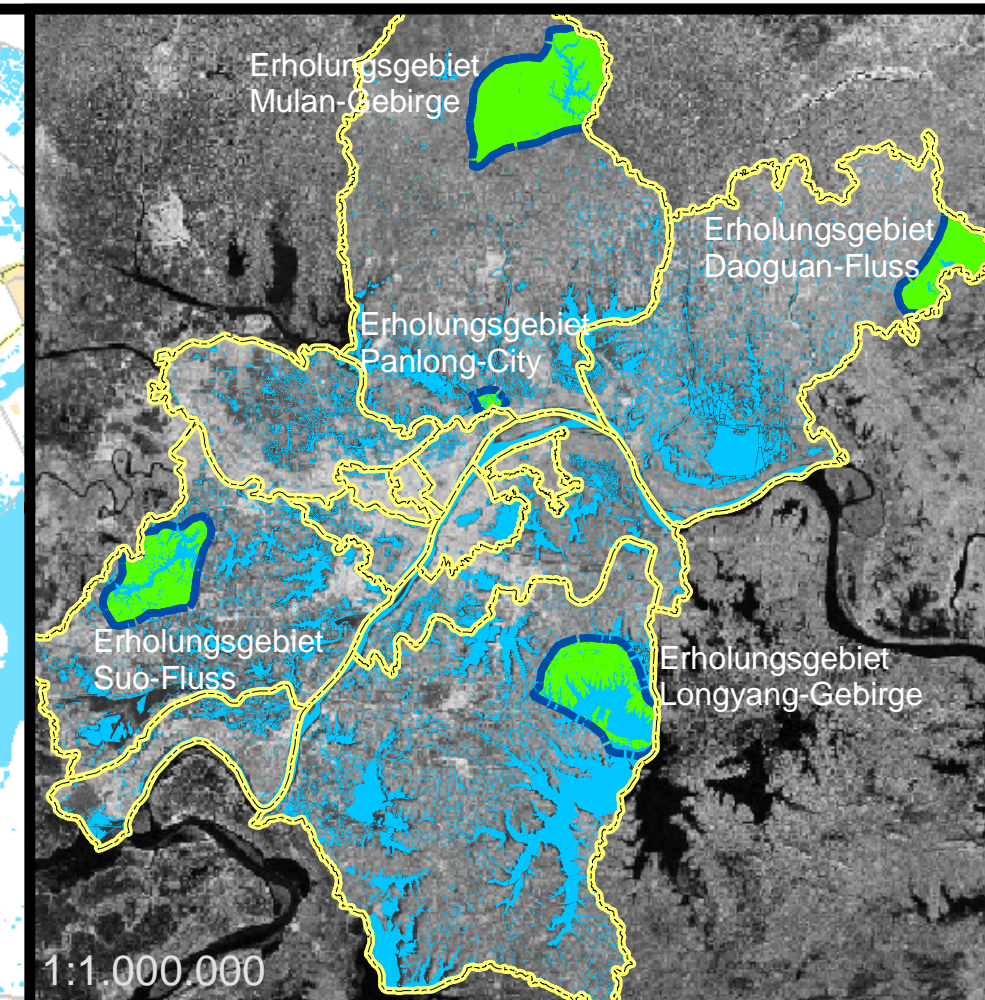 Erholungsgebiet
Mulan-Gebirge
Erholungsgebiet
Daoguan-Fluss
Erholungsgebiet
Panlong-City
Erholungsgebiet
Suo-Fluss
Erholungsgebiet
Longyang-Gebirge
1:1.000.000